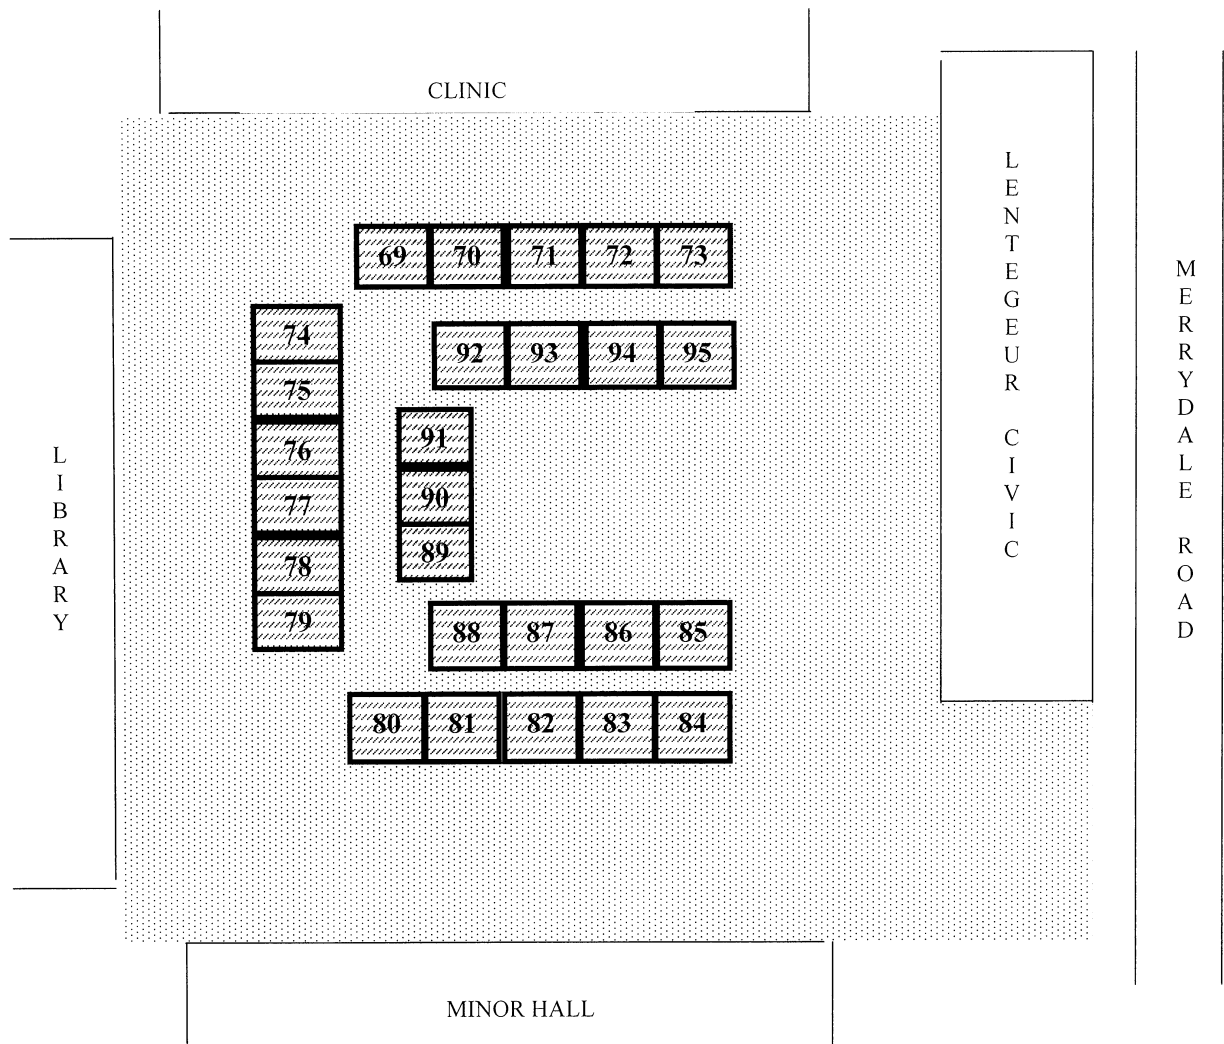 CLINIC
69 70 71 72 73
74
75
76
77
78
79
92 93 94 95
91
90
89
88 87 86 85
80 81 82 83 84
LIBRARY
LENTEGEUR CIVIC
MERRYDALE ROAD
MINOR HALL